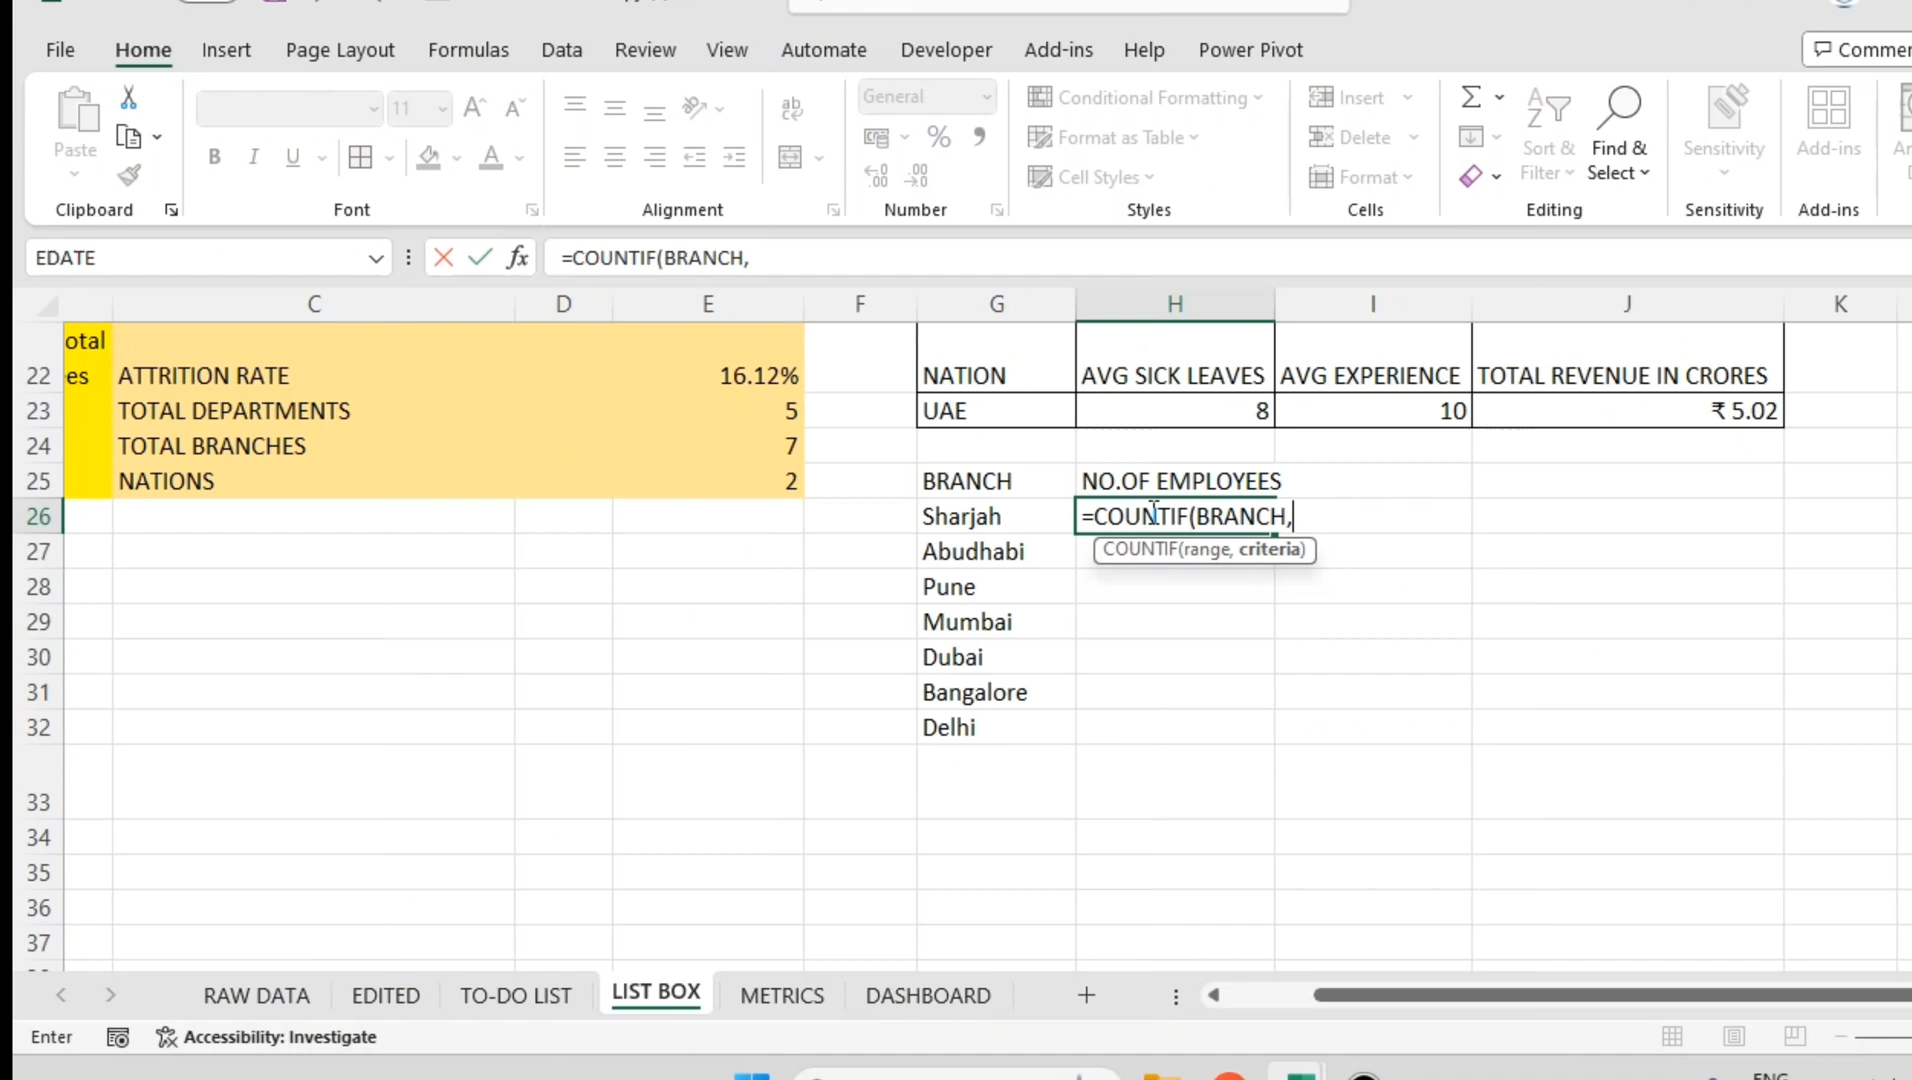 File Home Insert Page Layout Formulas Data Review View Automate Developer Add-ins Help Power Pivot
11 General Conditional Formatting Insert
Paste Format as Table Delete Sort & Find & Sensitivity Add-ins
B I U % Cell Styles Format Filter Select
Clipboard Font Alignment Number Styles Cells Editing Sensitivity Add-ins
EDATE fx =COUNTIF(BRANCH,
C D E F G H I J K
otal
22 es ATTRITION RATE 16.12% NATION AVG SICK LEAVES AVG EXPERIENCE TOTAL REVENUE IN CRORES
23 TOTAL DEPARTMENTS 5 UAE 8 10 ₹ 5.02
24 TOTAL BRANCHES 7
25 NATIONS 2 BRANCH NO.OF EMPLOYEES
26 Sharjah =COUNTIF(BRANCH,
27 Abudhabi COUNTIF(range, criteria)
28 Pune
29 Mumbai
30 Dubai
31 Bangalore
32 Delhi
33
34
35
36
37
RAW DATA EDITED TO-DO LIST LIST BOX METRICS DASHBOARD
Enter Accessibility: Investigate
ENG